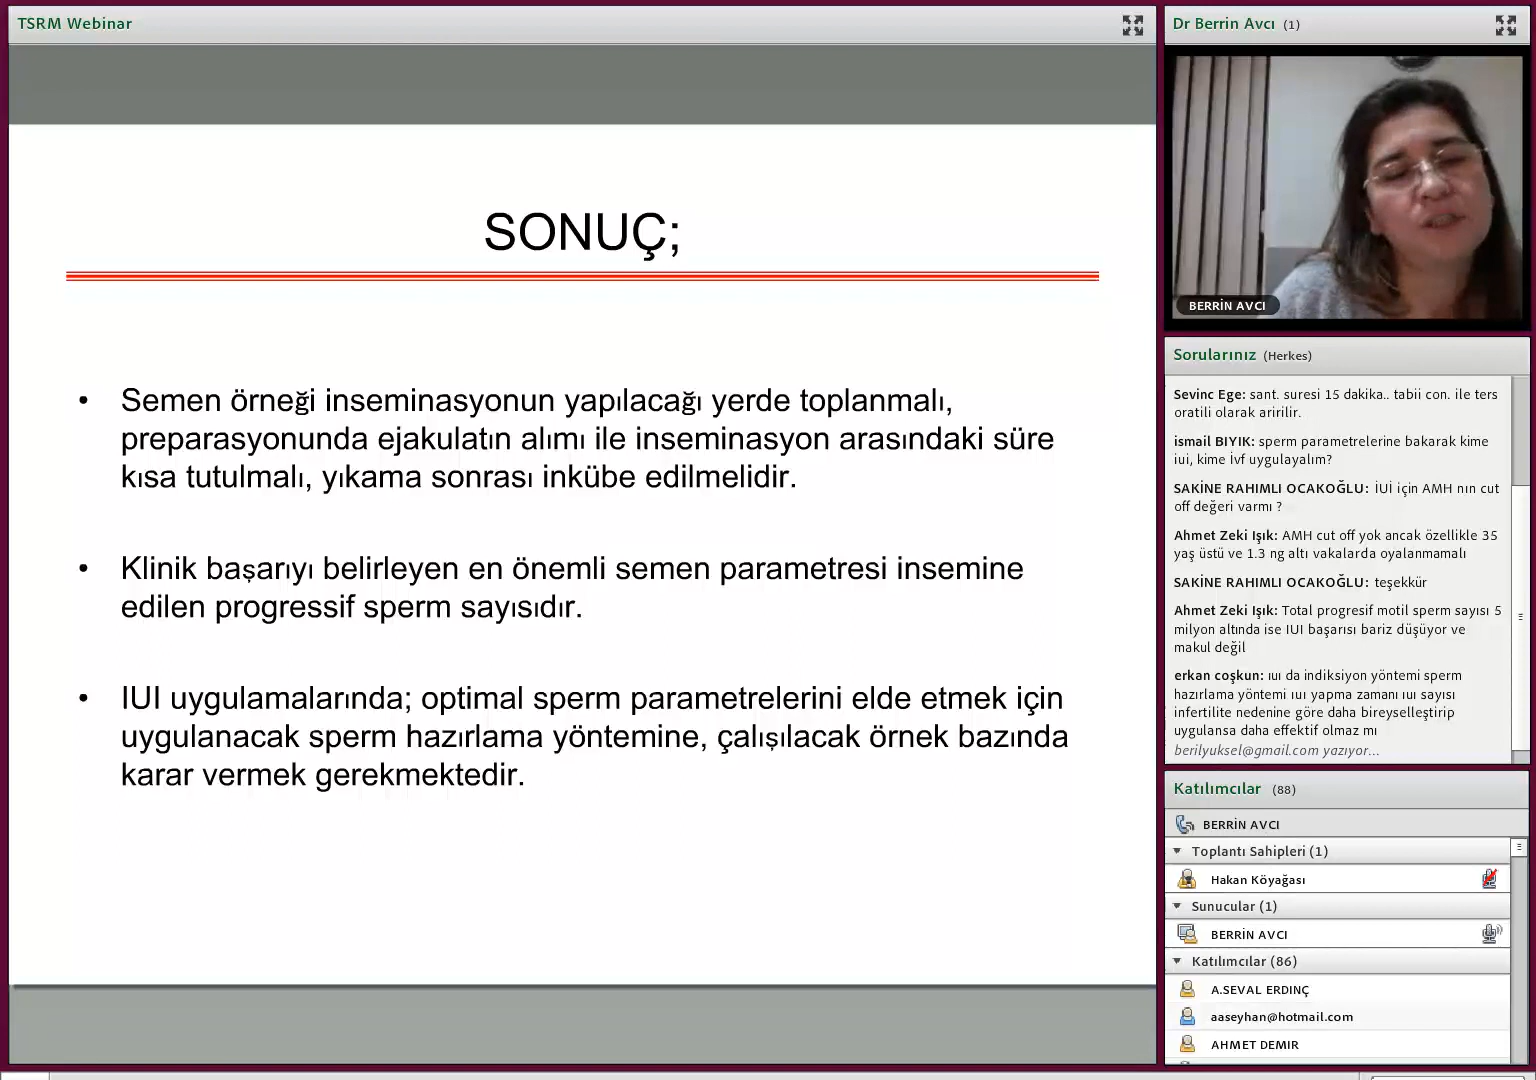 TSRM Webinar
SONUÇ;
• Semen örneği inseminasyonun yapılacağı yerde toplanmalı,
preparasyonunda ejakulatın alımı ile inseminasyon arasındaki süre
kısa tutulmalı, yıkama sonrası inkübe edilmelidir.
• Klinik başarıyı belirleyen en önemli semen parametresi insemine
edilen progressif sperm sayısıdır.
• IUI uygulamalarında; optimal sperm parametrelerini elde etmek için
uygulanacak sperm hazırlama yöntemine, çalışılacak örnek bazında
karar vermek gerekmektedir.
Dr Berrin Avcı (1)
BERRİN AVCI
Sorularınız (Herkes)
Sevinc Ege: sant. suresi 15 dakika.. tabii con. ile ters
oratili olarak aririlir.
ismail BIYIK: sperm parametrelerine bakarak kime
iui, kime İvf uygulayalım?
SAKİNE RAHIMLI OCAKOĞLU: İUİ için AMH nın cut
off değeri varmı ?
Ahmet Zeki Işık: AMH cut off yok ancak özellikle 35
yaş üstü ve 1.3 ng altı vakalarda oyalanmamalı
SAKİNE RAHIMLI OCAKOĞLU: teşekkür
Ahmet Zeki Işık: Total progresif motil sperm sayısı 5
milyon altında ise IUI başarısı bariz düşüyor ve
makul değil
erkan coşkun: ıuı da indiksiyon yöntemi sperm
hazırlama yöntemi ıuı yapma zamanı ıuı sayısı
infertilite nedenine göre daha bireyselleştirip
uygulansa daha effektif olmaz mı
berilyuksel@gmail.com yazıyor...
Katılımcılar (88)
BERRİN AVCI
Toplantı Sahipleri (1)
Hakan Köyağası
Sunucular (1)
BERRİN AVCI
Katılımcılar (86)
A.SEVAL ERDINÇ
aaseyhan@hotmail.com
AHMET DEMIR